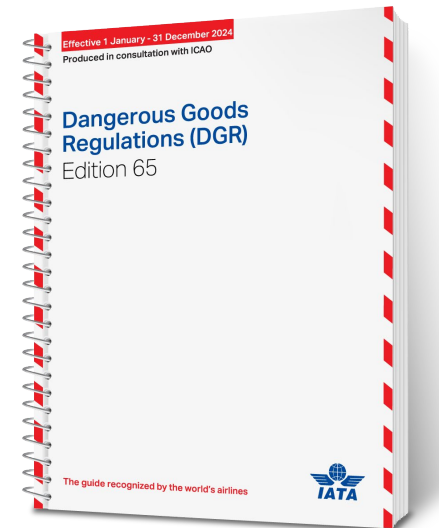 Effective 1 January - 31 December 2024
Produced in consultation with ICAO
Dangerous Goods
Regulations (DGR)
Edition 65
The guide recognized by the world's airlines
IATA